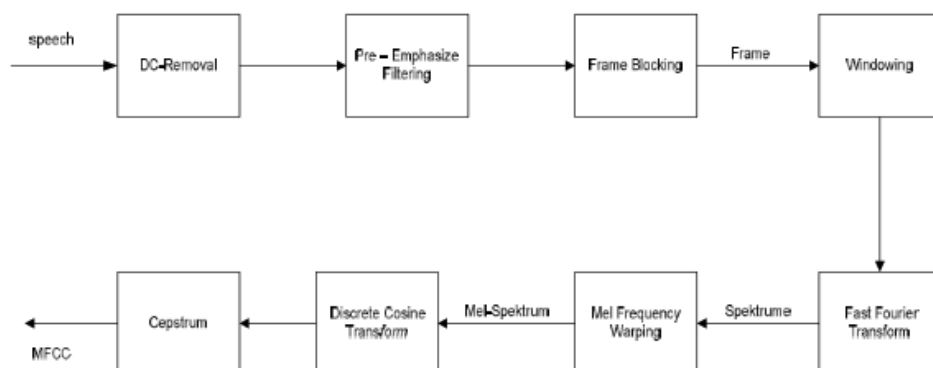 speech
DC-Removal
Pre – Emphasize
Filtering
Frame Blocking
Frame
Windowing
Cepstrum
MFCC
Discrete Cosine
Transform
Mel-Spektrum
Mel Frequency
Warping
Spektrume
Fast Fourier
Transform